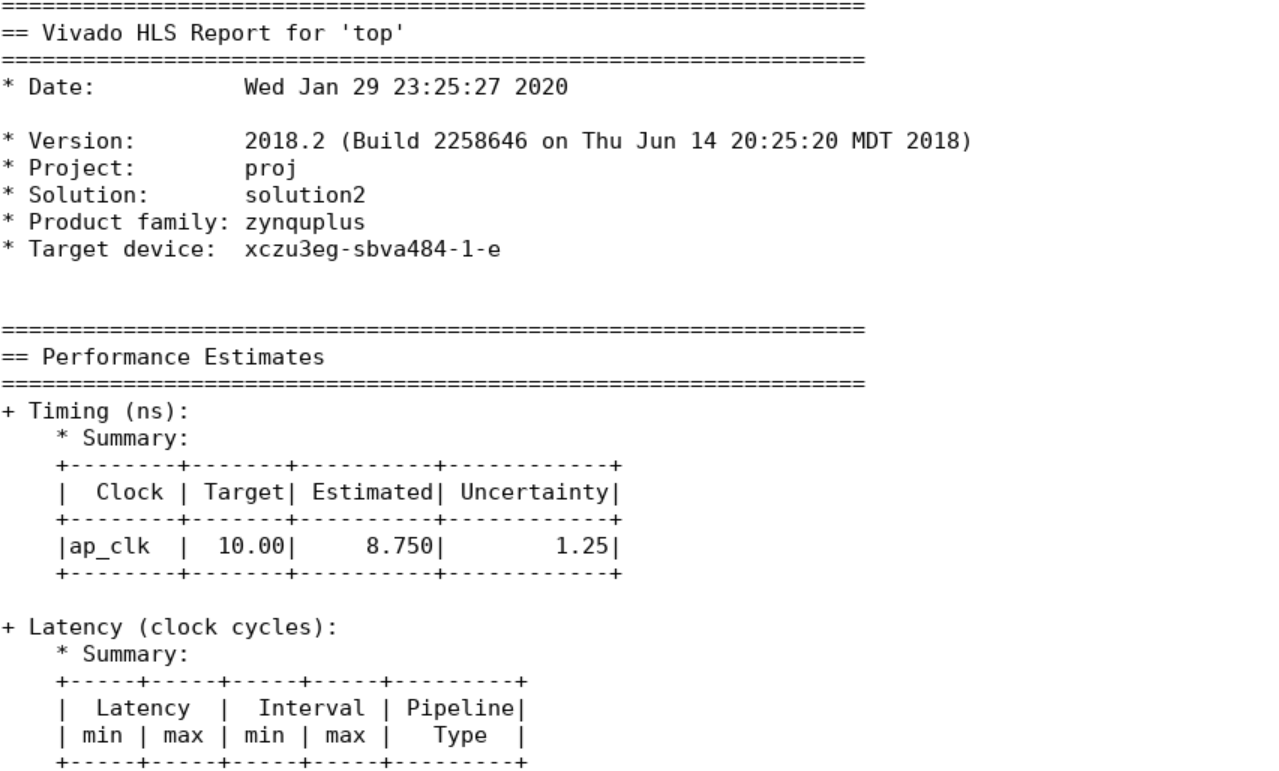 ================================================================
== Vivado HLS Report for 'top'
================================================================
* Date:           Wed Jan 29 23:25:27 2020

* Version:        2018.2 (Build 2258646 on Thu Jun 14 20:25:20 MDT 2018)
* Project:        proj
* Solution:       solution2
* Product family: zynquplus
* Target device:  xczu3eg-sbva484-1-e


================================================================
== Performance Estimates
================================================================
+ Timing (ns):
    * Summary:
    +--------+-------+----------+------------+
    |  Clock | Target| Estimated| Uncertainty|
    +--------+-------+----------+------------+
    |ap_clk  |  10.00|     8.750|        1.25|
    +--------+-------+----------+------------+

+ Latency (clock cycles):
    * Summary:
    +-----+-----+-----+-----+---------+
    |  Latency  |  Interval | Pipeline|
    | min | max | min | max |   Type  |
    +-----+-----+-----+-----+---------+